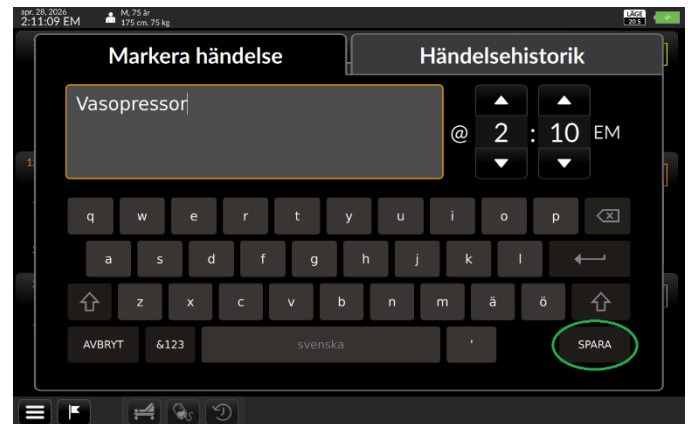 apr. 28, 2026
2:11:09 EM
M, 75 år
175 cm, 75 kg
LÄGE
20 S
Markera händelse
Händelsehistorik
Vasopressor
@ 2 : 10 EM
q w e r t y u i o p
a s d f g h j k l
z x c v b n m ä ö
AVBRYT &123 svenska ' SPARA